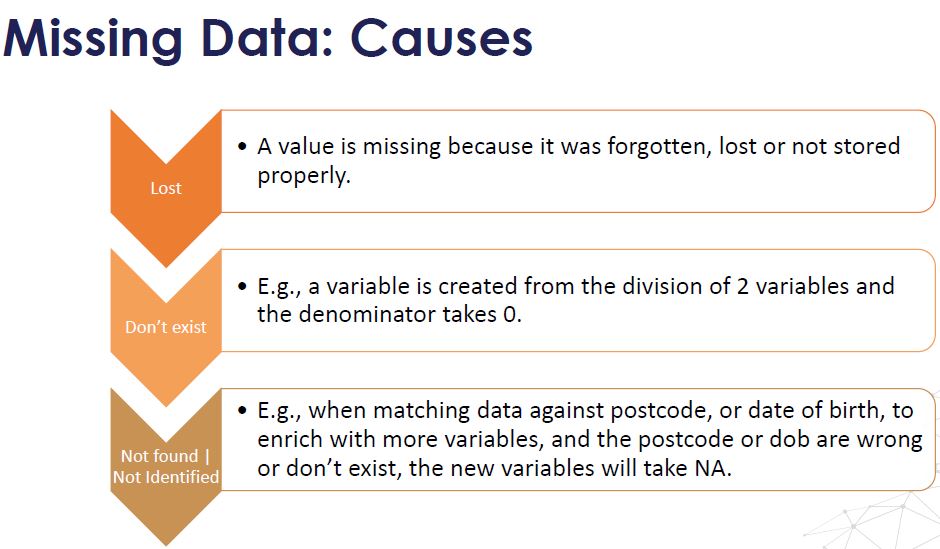 Missing Data: Causes
Lost
• A value is missing because it was forgotten, lost or not stored
properly.
Don’t exist
• E.g., a variable is created from the division of 2 variables and
the denominator takes 0.
Not found |
Not Identified
• E.g., when matching data against postcode, or date of birth, to
enrich with more variables, and the postcode or dob are wrong
or don’t exist, the new variables will take NA.